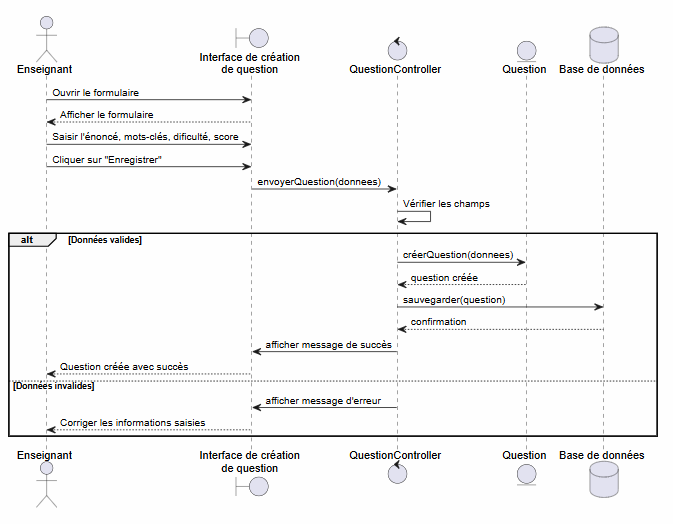 Enseignant
Interface de création
de question
QuestionController
Question
Base de données
Ouvrir le formulaire
Afficher le formulaire
Saisir l'énoncé, mots-clés, dificulté, score
Cliquer sur "Enregistrer"
envoyerQuestion(donnees)
Vérifier les champs
alt
[Données valides]
créerQuestion(donnees)
question créée
sauvegarder(question)
confirmation
afficher message de succès
Question créée avec succès
[Données invalides]
afficher message d'erreur
Corriger les informations saisies
Enseignant
Interface de création
de question
QuestionController
Question
Base de données